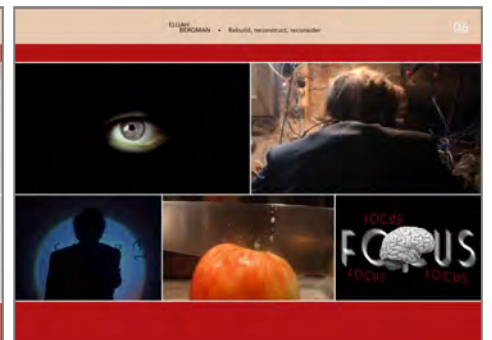 ELIJAH
BERGMAN • Rebuild, reconstruct, reconsider
06
FOCUS
FOCUS
FOCUS FOCUS